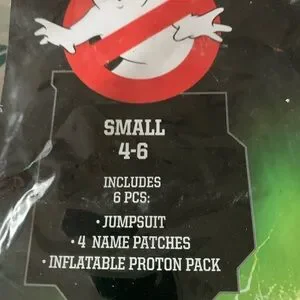 SMALL
4-6
INCLUDES
6 PCS:
• JUMPSUIT
• 4 NAME PATCHES
• INFLATABLE PROTON PACK